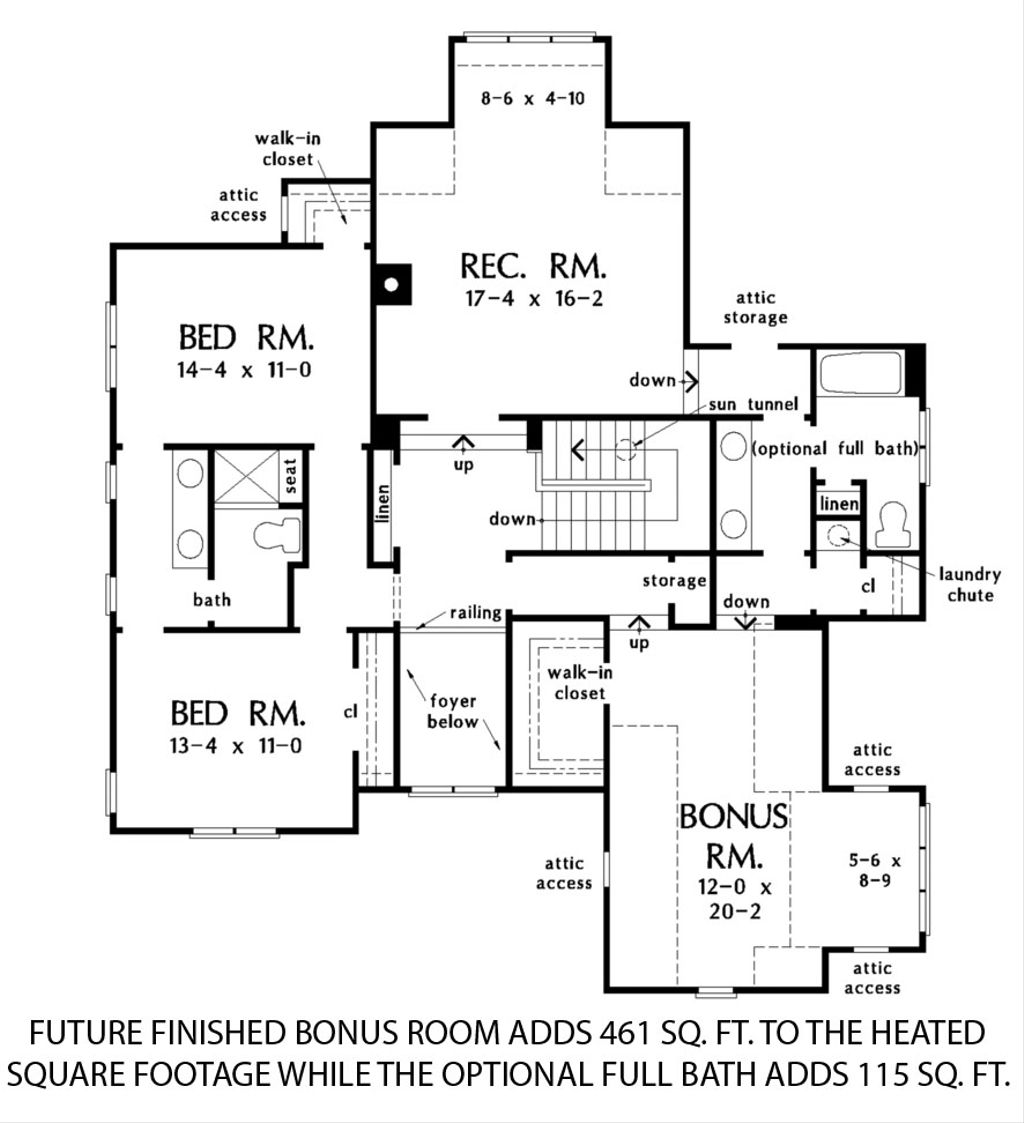 8-6 x 4-10
walk-in
closet
attic
access
REC. RM.
17-4 x 16-2
attic
storage
BED RM.
14-4 x 11-0
down
sun tunnel
(optional full bath)
up
seat
linen
linen
down
storage
cl
laundry
chute
bath
railing
down
up
walk-in
closet
foyer
below
BED RM.
13-4 x 11-0
cl
attic
access
BONUS
RM.
12-0 x
20-2
5-6 x
8-9
attic
access
attic
access
FUTURE FINISHED BONUS ROOM ADDS 461 SQ. FT. TO THE HEATED
SQUARE FOOTAGE WHILE THE OPTIONAL FULL BATH ADDS 115 SQ. FT.